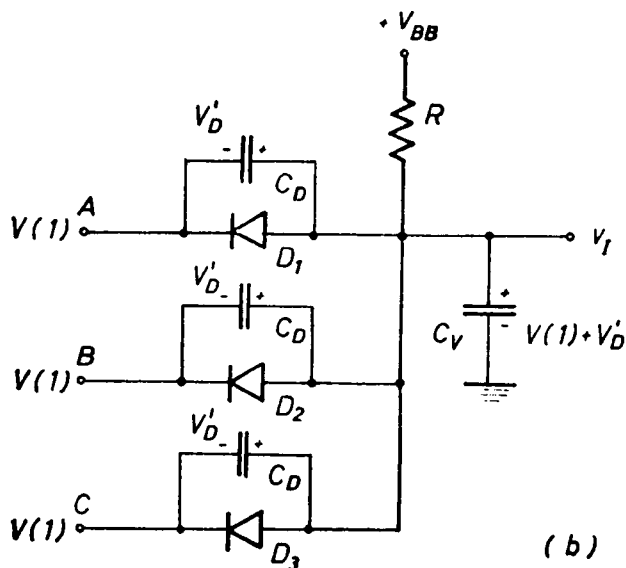 + V_BB
R
V'_D
- +
C_D
A
V(1)
D_1
V_I
V'_D
- +
C_D
B
V(1)
D_2
+
-
C_V
V(1)+V'_D
V'_D
- +
C_D
C
V(1)
D_3
(b)